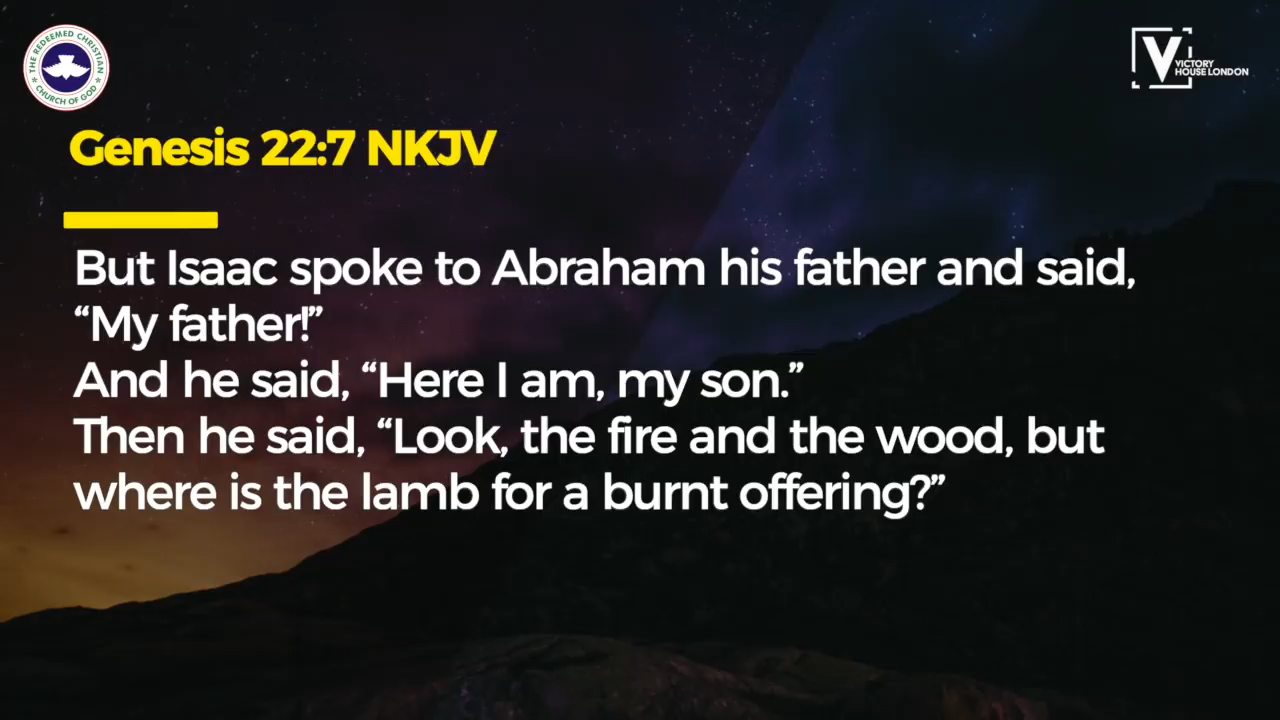 THE REDEEMED CHRISTIAN
CHURCH OF GOD
VICTORY
HOUSE LONDON
Genesis 22:7 NKJV
But Isaac spoke to Abraham his father and said,
“My father!”
And he said, “Here I am, my son.”
Then he said, “Look, the fire and the wood, but
where is the lamb for a burnt offering?”